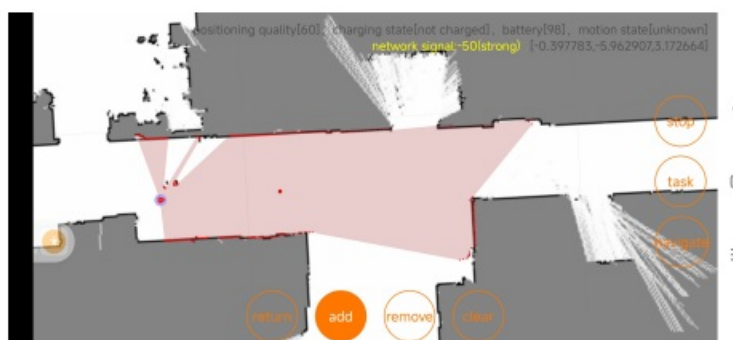 positioning quality[60], charging state[not charged], battery[98], motion state[unknown]
network signal:-50(strong) [-0.397783,-5.962907,3.172664]
stop
task
navigate
return
add
remove
clear